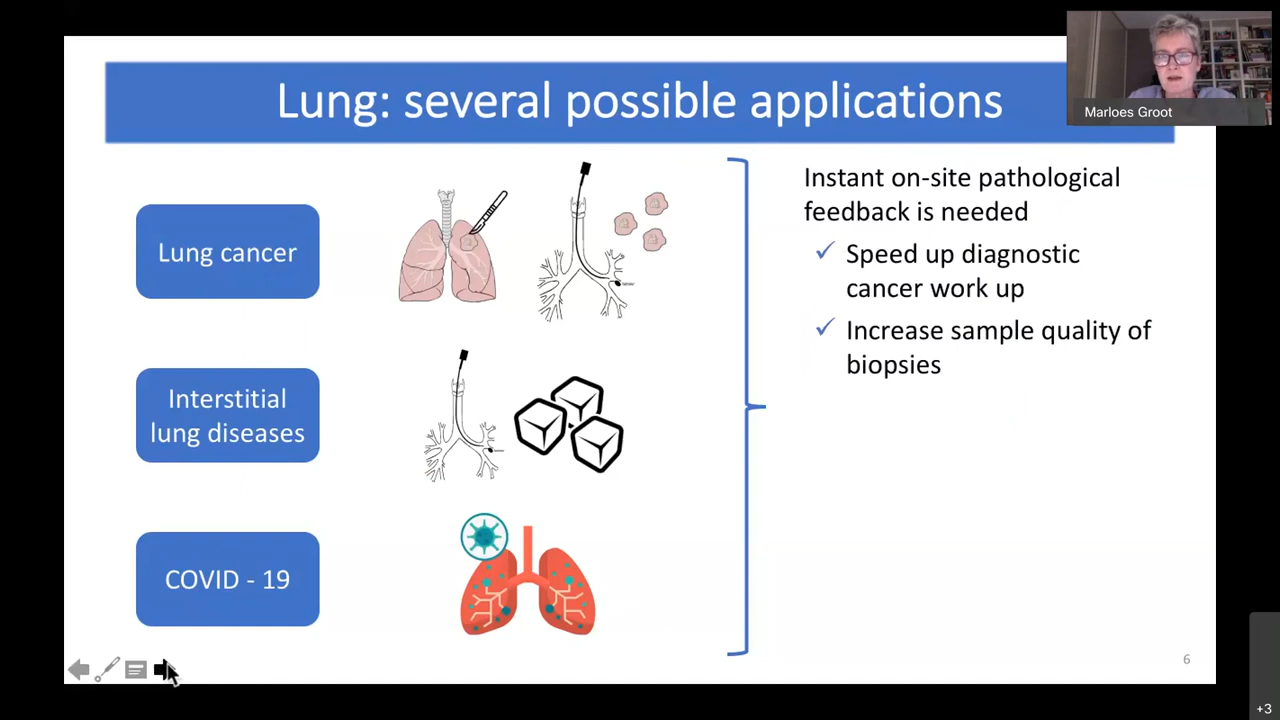 Lung: several possible applications
Marloes Groot
Lung cancer
Interstitial
lung diseases
COVID - 19
Instant on-site pathological
feedback is needed
✓ Speed up diagnostic
cancer work up
✓ Increase sample quality of
biopsies
6
+3